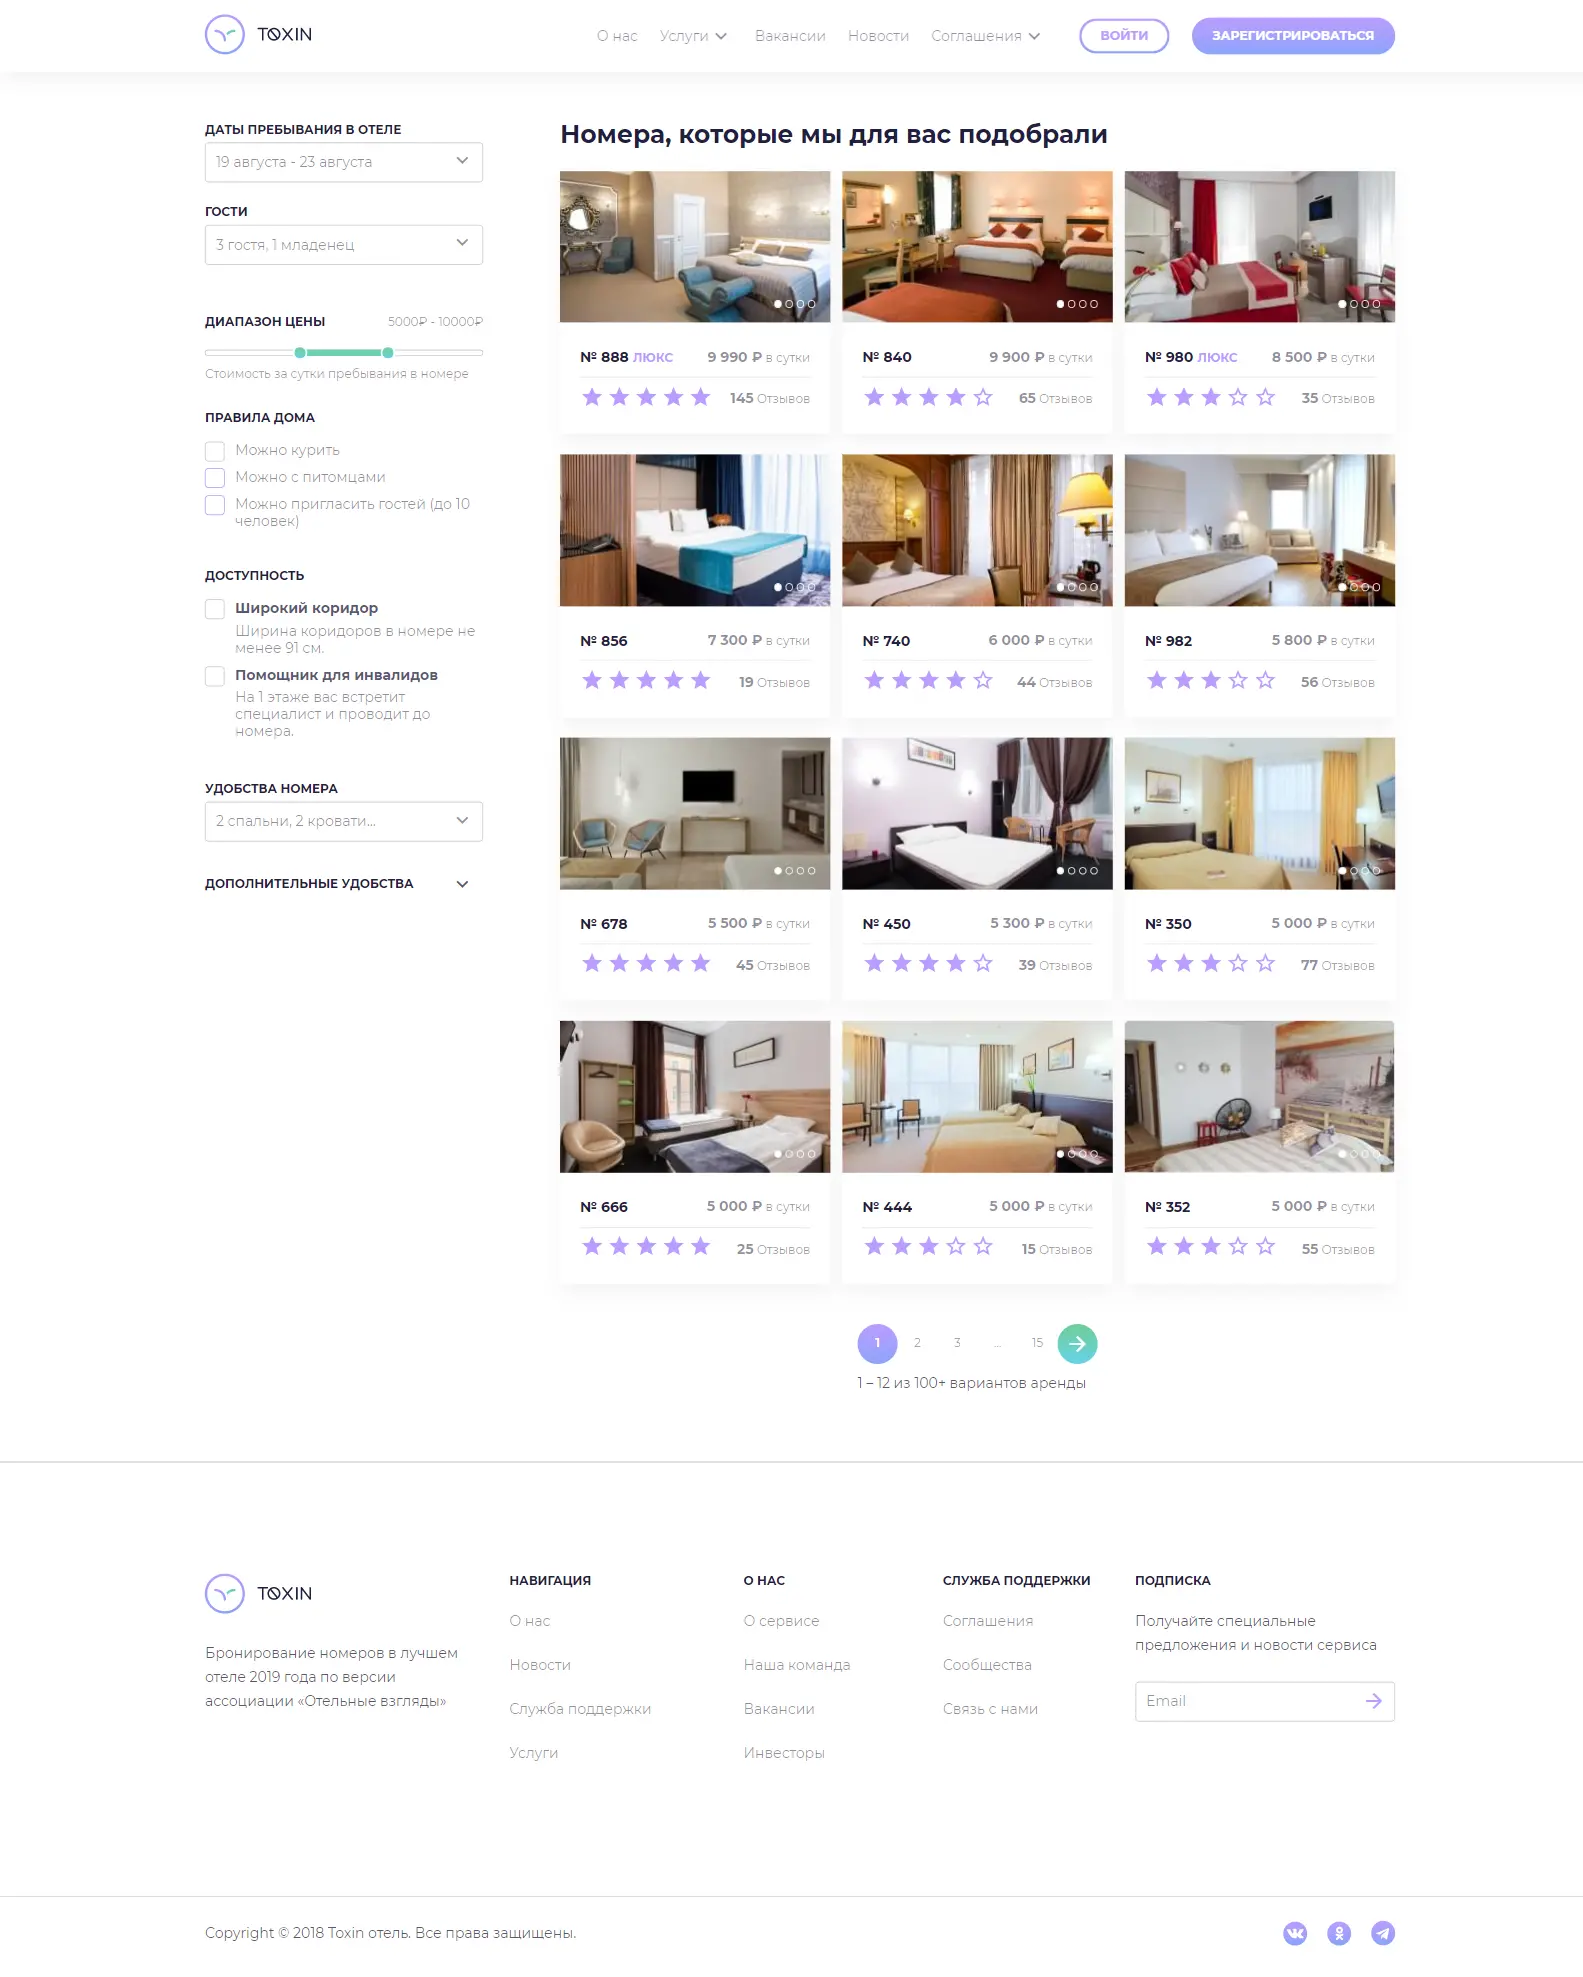 TOXIN
О нас Услуги Вакансии Новости Соглашения ВОЙТИ ЗАРЕГИСТРИРОВАТЬСЯ
ДАТЫ ПРЕБЫВАНИЯ В ОТЕЛЕ
19 августа - 23 августа
ГОСТИ
3 гостя, 1 младенец
ДИАПАЗОН ЦЕНЫ 5000₽ - 10000₽
Стоимость за сутки пребывания в номере
ПРАВИЛА ДОМА
Можно курить
Можно с питомцами
Можно пригласить гостей (до 10
человек)
ДОСТУПНОСТЬ
Широкий коридор
Ширина коридоров в номере не
менее 91 см.
Помощник для инвалидов
На 1 этаже вас встретит
специалист и проводит до
номера.
УДОБСТВА НОМЕРА
2 спальни, 2 кровати...
ДОПОЛНИТЕЛЬНЫЕ УДОБСТВА
Номера, которые мы для вас подобрали
№ 888 ЛЮКС 9 990 ₽ в сутки
145 Отзывов
№ 840 9 900 ₽ в сутки
65 Отзывов
№ 980 ЛЮКС 8 500 ₽ в сутки
35 Отзывов
№ 856 7 300 ₽ в сутки
19 Отзывов
№ 740 6 000 ₽ в сутки
44 Отзывов
№ 982 5 800 ₽ в сутки
56 Отзывов
№ 678 5 500 ₽ в сутки
45 Отзывов
№ 450 5 300 ₽ в сутки
39 Отзывов
№ 350 5 000 ₽ в сутки
77 Отзывов
№ 666 5 000 ₽ в сутки
25 Отзывов
№ 444 5 000 ₽ в сутки
15 Отзывов
№ 352 5 000 ₽ в сутки
55 Отзывов
1 2 3 ... 15
1 – 12 из 100+ вариантов аренды
TOXIN
Бронирование номеров в лучшем
отеле 2019 года по версии
ассоциации «Отельные взгляды»
НАВИГАЦИЯ
О нас
Новости
Служба поддержки
Услуги
О НАС
О сервисе
Наша команда
Вакансии
Инвесторы
СЛУЖБА ПОДДЕРЖКИ
Соглашения
Сообщества
Связь с нами
ПОДПИСКА
Получайте специальные
предложения и новости сервиса
Email
Copyright © 2018 Toxin отель. Все права защищены.